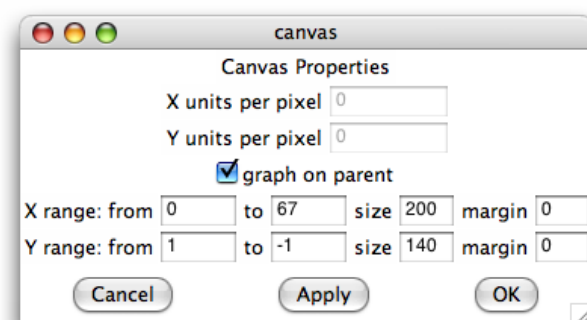 canvas
Canvas Properties
X units per pixel 0
Y units per pixel 0
graph on parent
X range: from 0 to 67 size 200 margin 0
Y range: from 1 to -1 size 140 margin 0
Cancel Apply OK